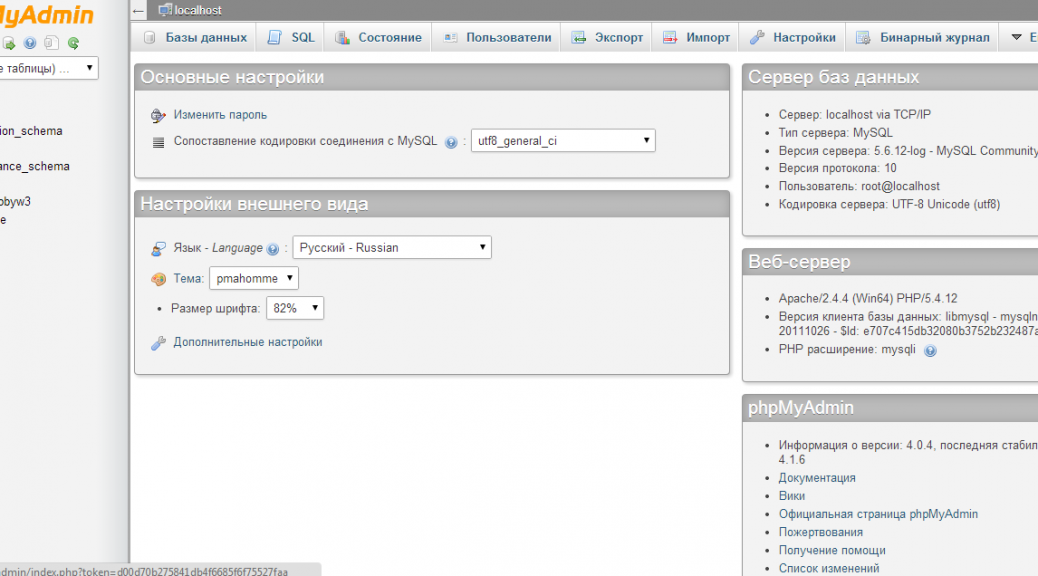 MyAdmin
е таблицы) ...
ion_schema
ance_schema
obyw3
e
localhost
Базы данных SQL Состояние Пользователи Экспорт Импорт Настройки Бинарный журнал
Основные настройки
Изменить пароль
Сопоставление кодировки соединения с MySQL : utf8_general_ci
Настройки внешнего вида
Язык - Language : Русский - Russian
Тема: pmahomme
Размер шрифта: 82%
Дополнительные настройки
Сервер баз данных
Сервер: localhost via TCP/IP
Тип сервера: MySQL
Версия сервера: 5.6.12-log - MySQL Community
Версия протокола: 10
Пользователь: root@localhost
Кодировка сервера: UTF-8 Unicode (utf8)
Веб-сервер
Apache/2.4.4 (Win64) PHP/5.4.12
Версия клиента базы данных: libmysql - mysqln
20111026 - $Id: e707c415db32080b3752b232487a
PHP расширение: mysqli
phpMyAdmin
Информация о версии: 4.0.4, последняя стабил
4.1.6
Документация
Вики
Официальная страница phpMyAdmin
Пожертвования
Получение помощи
Список изменений
dmin/index.php?token=d00d70b275841db4f6685f6f75527faa